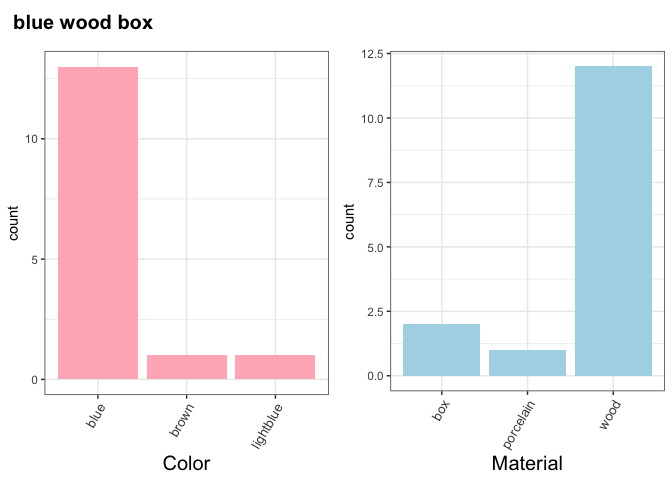 blue wood box
count
10
5
0
blue
brown
lightblue
Color
count
12.5
10.0
7.5
5.0
2.5
0.0
box
porcelain
wood
Material